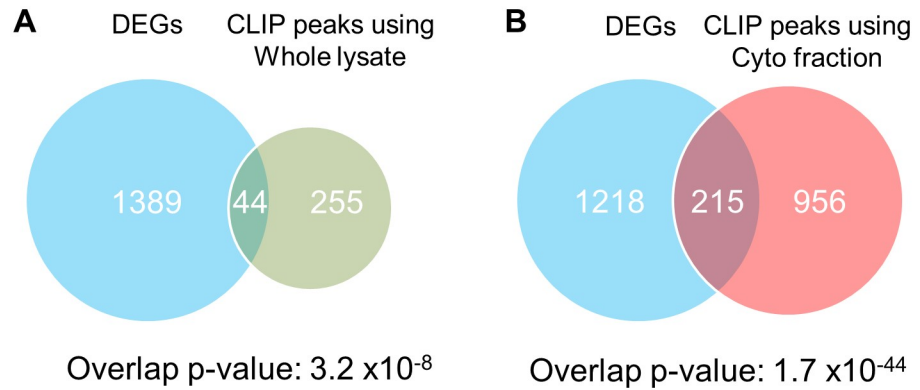 A
DEGs
CLIP peaks using
Whole lysate
1389
44
255
Overlap p-value: 3.2 x10⁻⁸
B
DEGs
CLIP peaks using
Cyto fraction
1218
215
956
Overlap p-value: 1.7 x10⁻⁴⁴